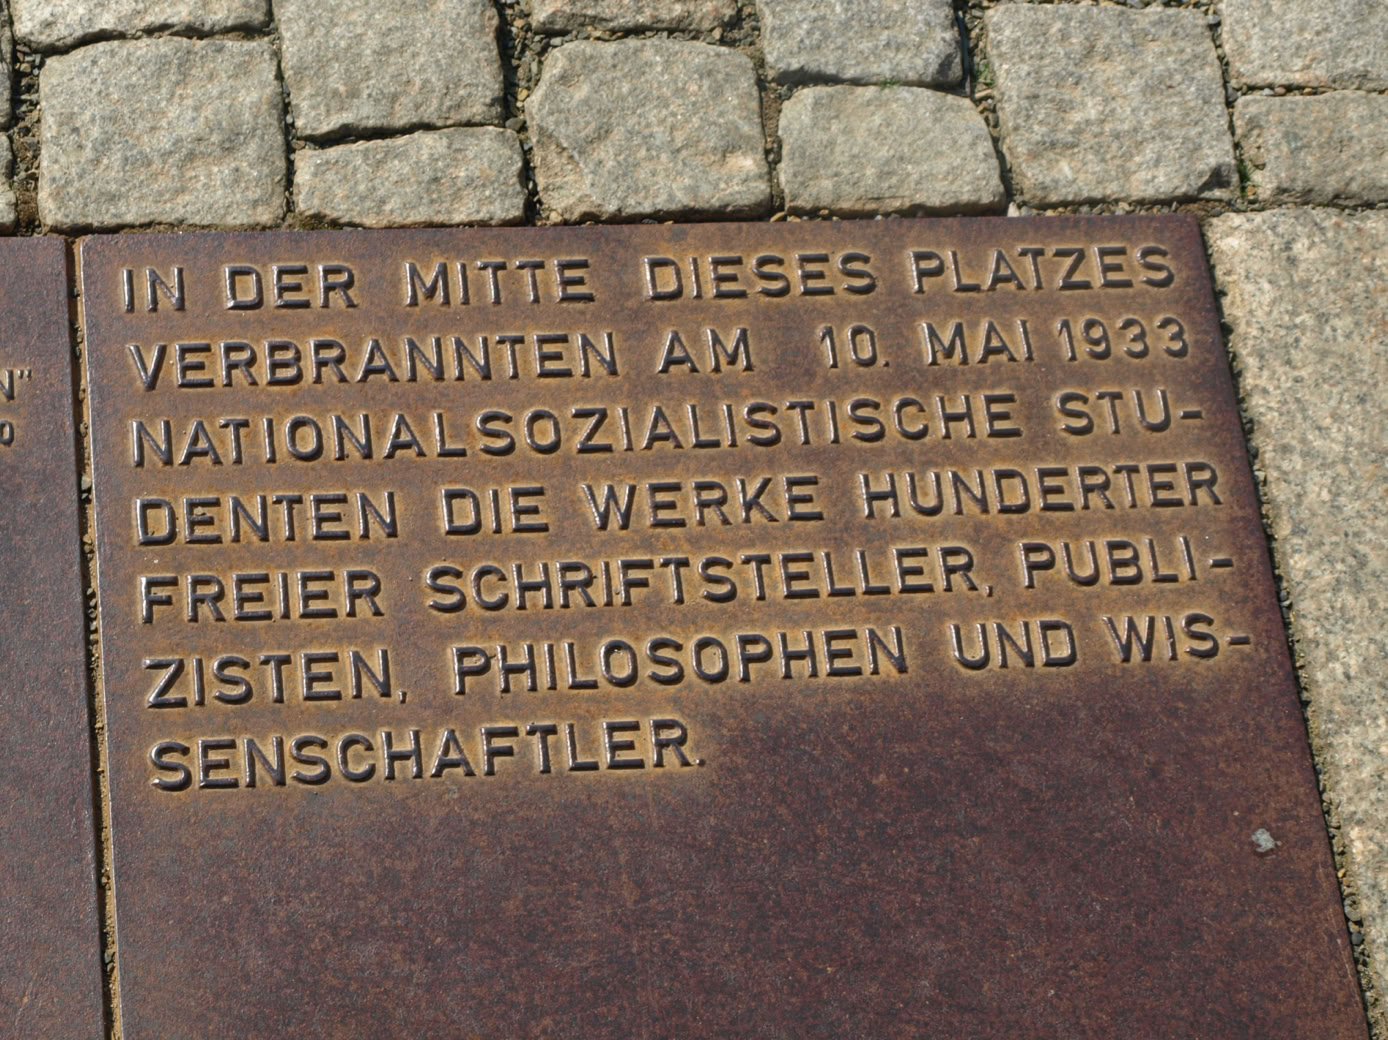 IN DER MITTE DIESES PLATZES
VERBRANNTEN AM 10. MAI 1933
NATIONALSOZIALISTISCHE STU-
DENTEN DIE WERKE HUNDERTER
FREIER SCHRIFTSTELLER, PUBLI-
ZISTEN, PHILOSOPHEN UND WIS-
SENSCHAFTLER.